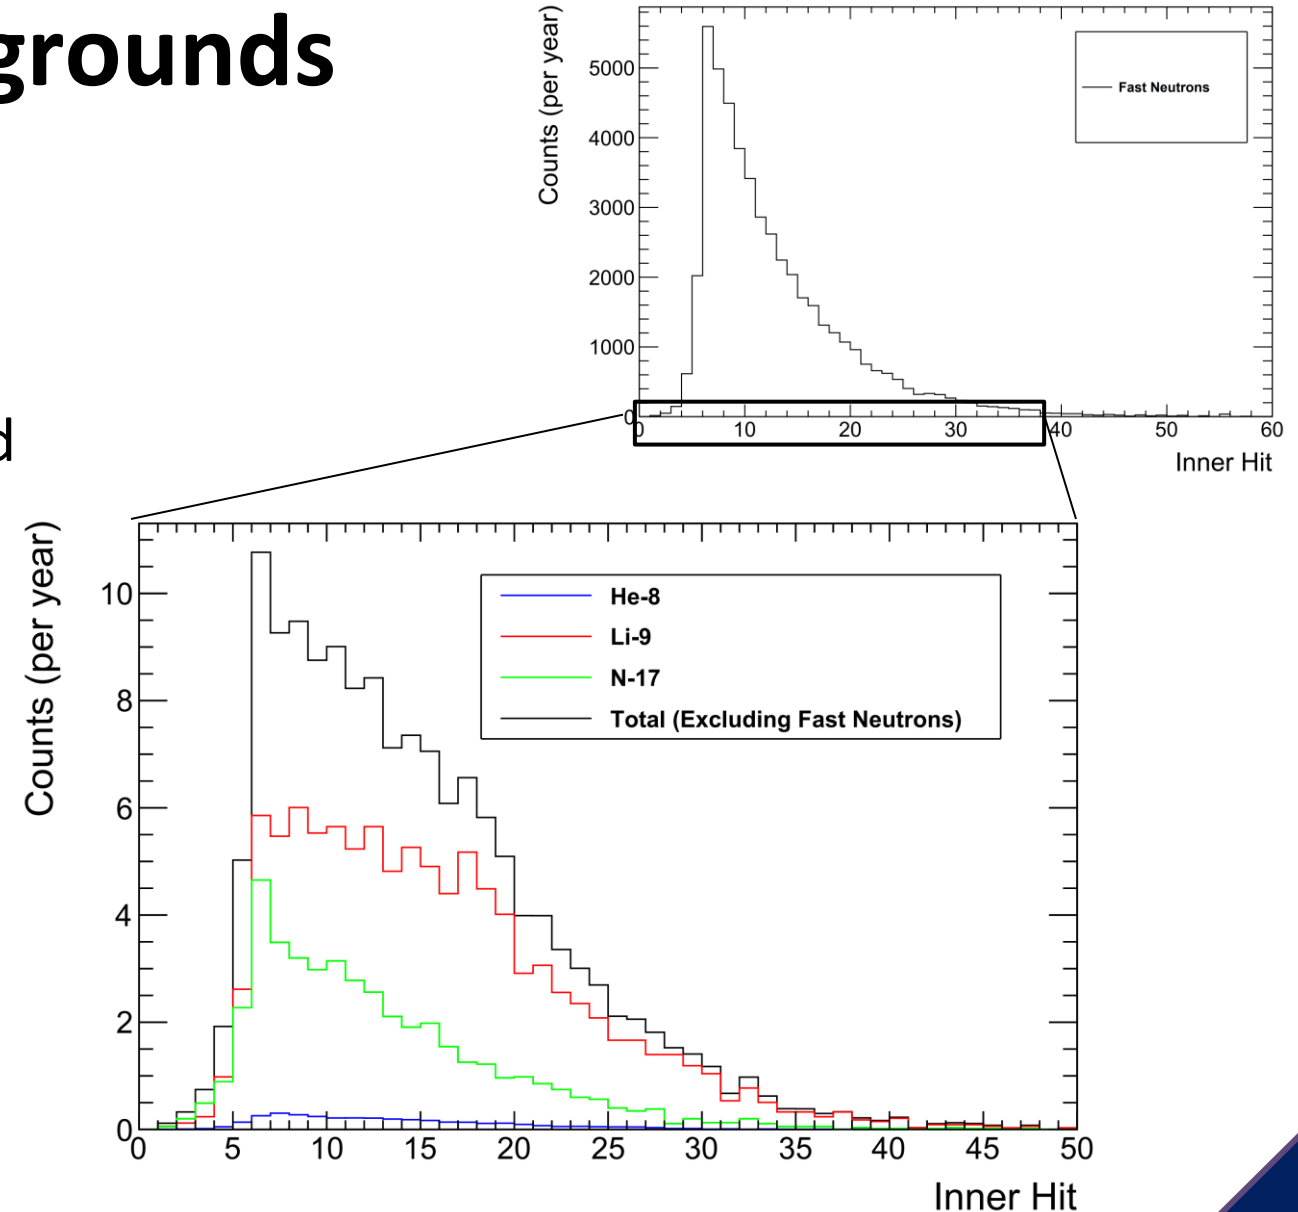 grounds
d
Counts (per year)
5000
4000
3000
2000
1000
0
0 10 20 30 40 50 60
Inner Hit
Fast Neutrons
Counts (per year)
10
8
6
4
2
0
0 5 10 15 20 25 30 35 40 45 50
Inner Hit
He-8
Li-9
N-17
Total (Excluding Fast Neutrons)